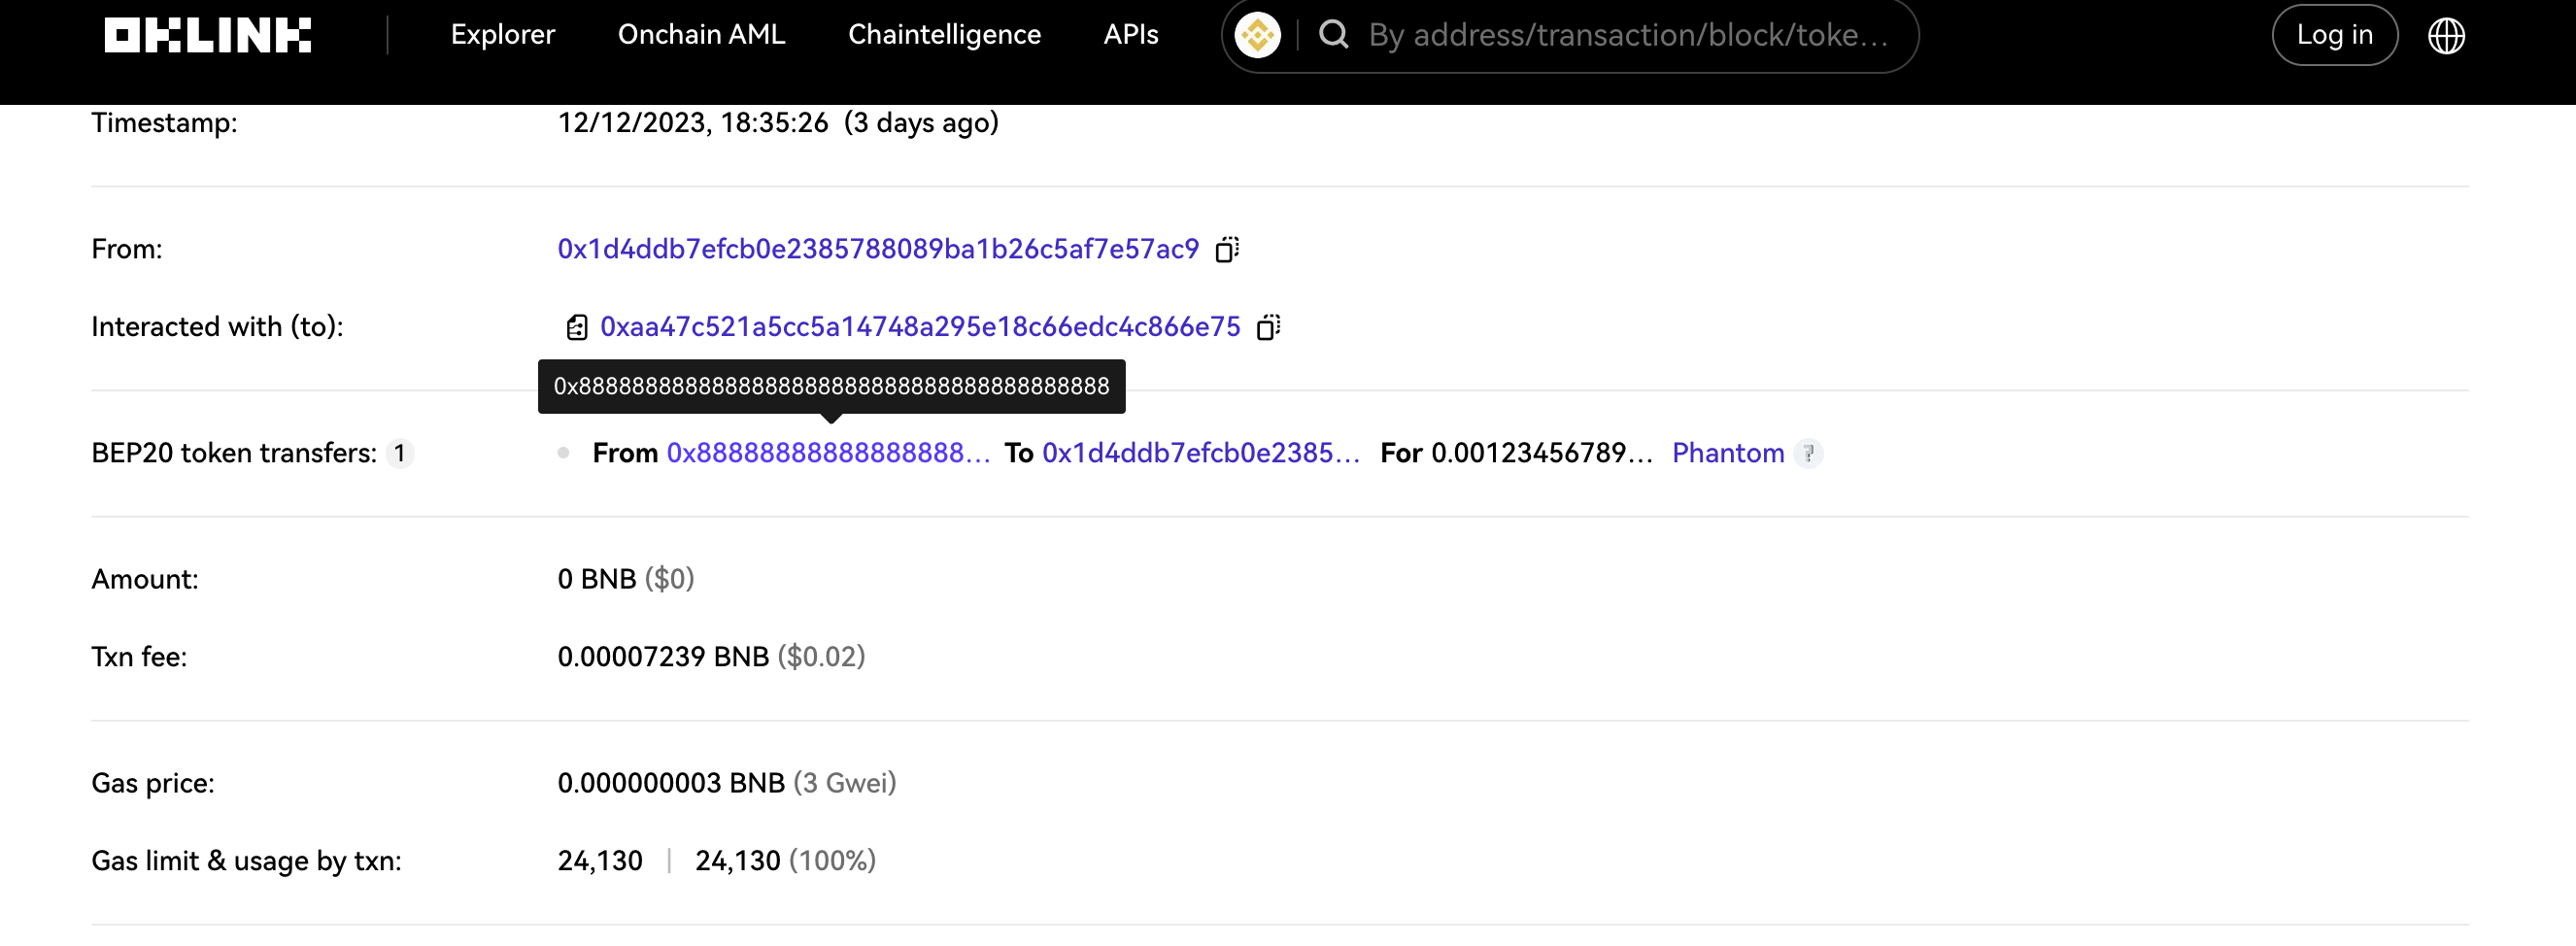 OKLINK Explorer Onchain AML Chaintelligence APIs By address/transaction/block/toke... Log in
Timestamp: 12/12/2023, 18:35:26 (3 days ago)
From: 0x1d4ddb7efcb0e2385788089ba1b26c5af7e57ac9
Interacted with (to): 0xaa47c521a5cc5a14748a295e18c66edc4c866e75
0x8888888888888888888888888888888888888888
BEP20 token transfers: 1 From 0x88888888888888888... To 0x1d4ddb7efcb0e2385... For 0.00123456789... Phantom ?
Amount: 0 BNB ($0)
Txn fee: 0.00007239 BNB ($0.02)
Gas price: 0.000000003 BNB (3 Gwei)
Gas limit & usage by txn: 24,130 | 24,130 (100%)